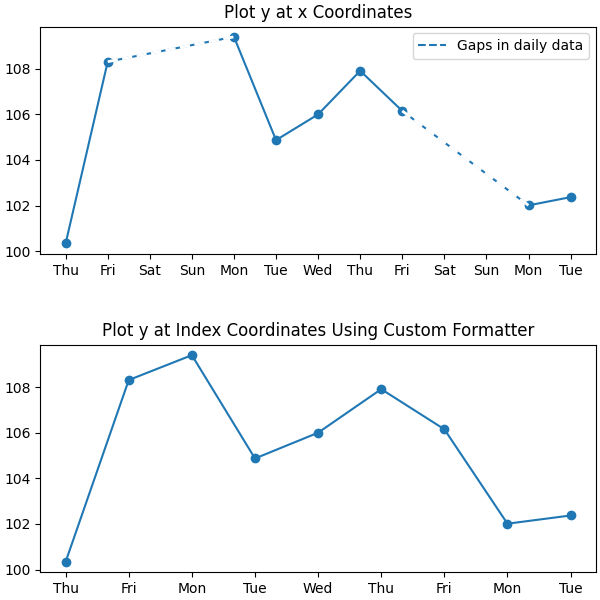 Plot y at x Coordinates
Gaps in daily data
108
106
104
102
100
Thu Fri Sat Sun Mon Tue Wed Thu Fri Sat Sun Mon Tue
Plot y at Index Coordinates Using Custom Formatter
108
106
104
102
100
Thu Fri Mon Tue Wed Thu Fri Mon Tue